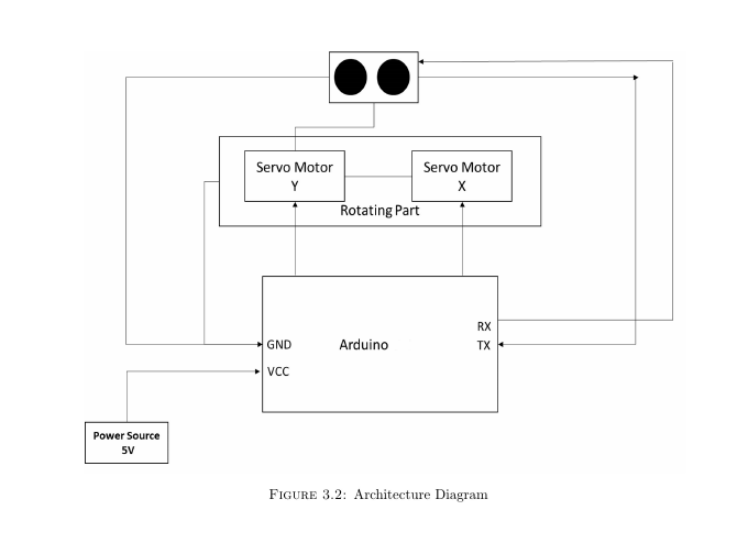 Servo Motor
Y
Servo Motor
X
Rotating Part
RX
GND
Arduino
TX
VCC
Power Source
5V
FIGURE 3.2: Architecture Diagram